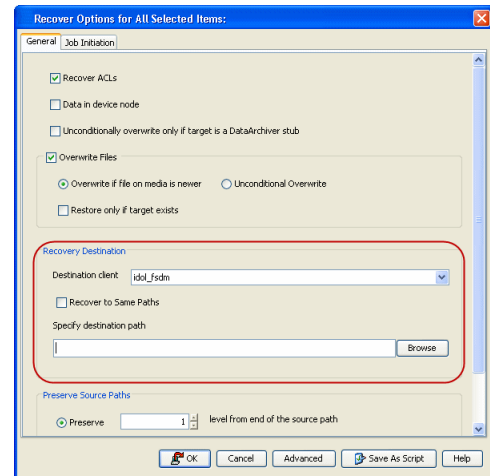 Recover Options for All Selected Items:
General Job Initiation
Recover ACLs
Data in device node
Unconditionally overwrite only if target is a DataArchiver stub
Overwrite Files
Overwrite if file on media is newer Unconditional Overwrite
Restore only if target exists
Recovery Destination
Destination client idol_fsdm
Recover to Same Paths
Specify destination path
Browse
Preserve Source Paths
Preserve 1 level from end of the source path
OK Cancel Advanced Save As Script Help